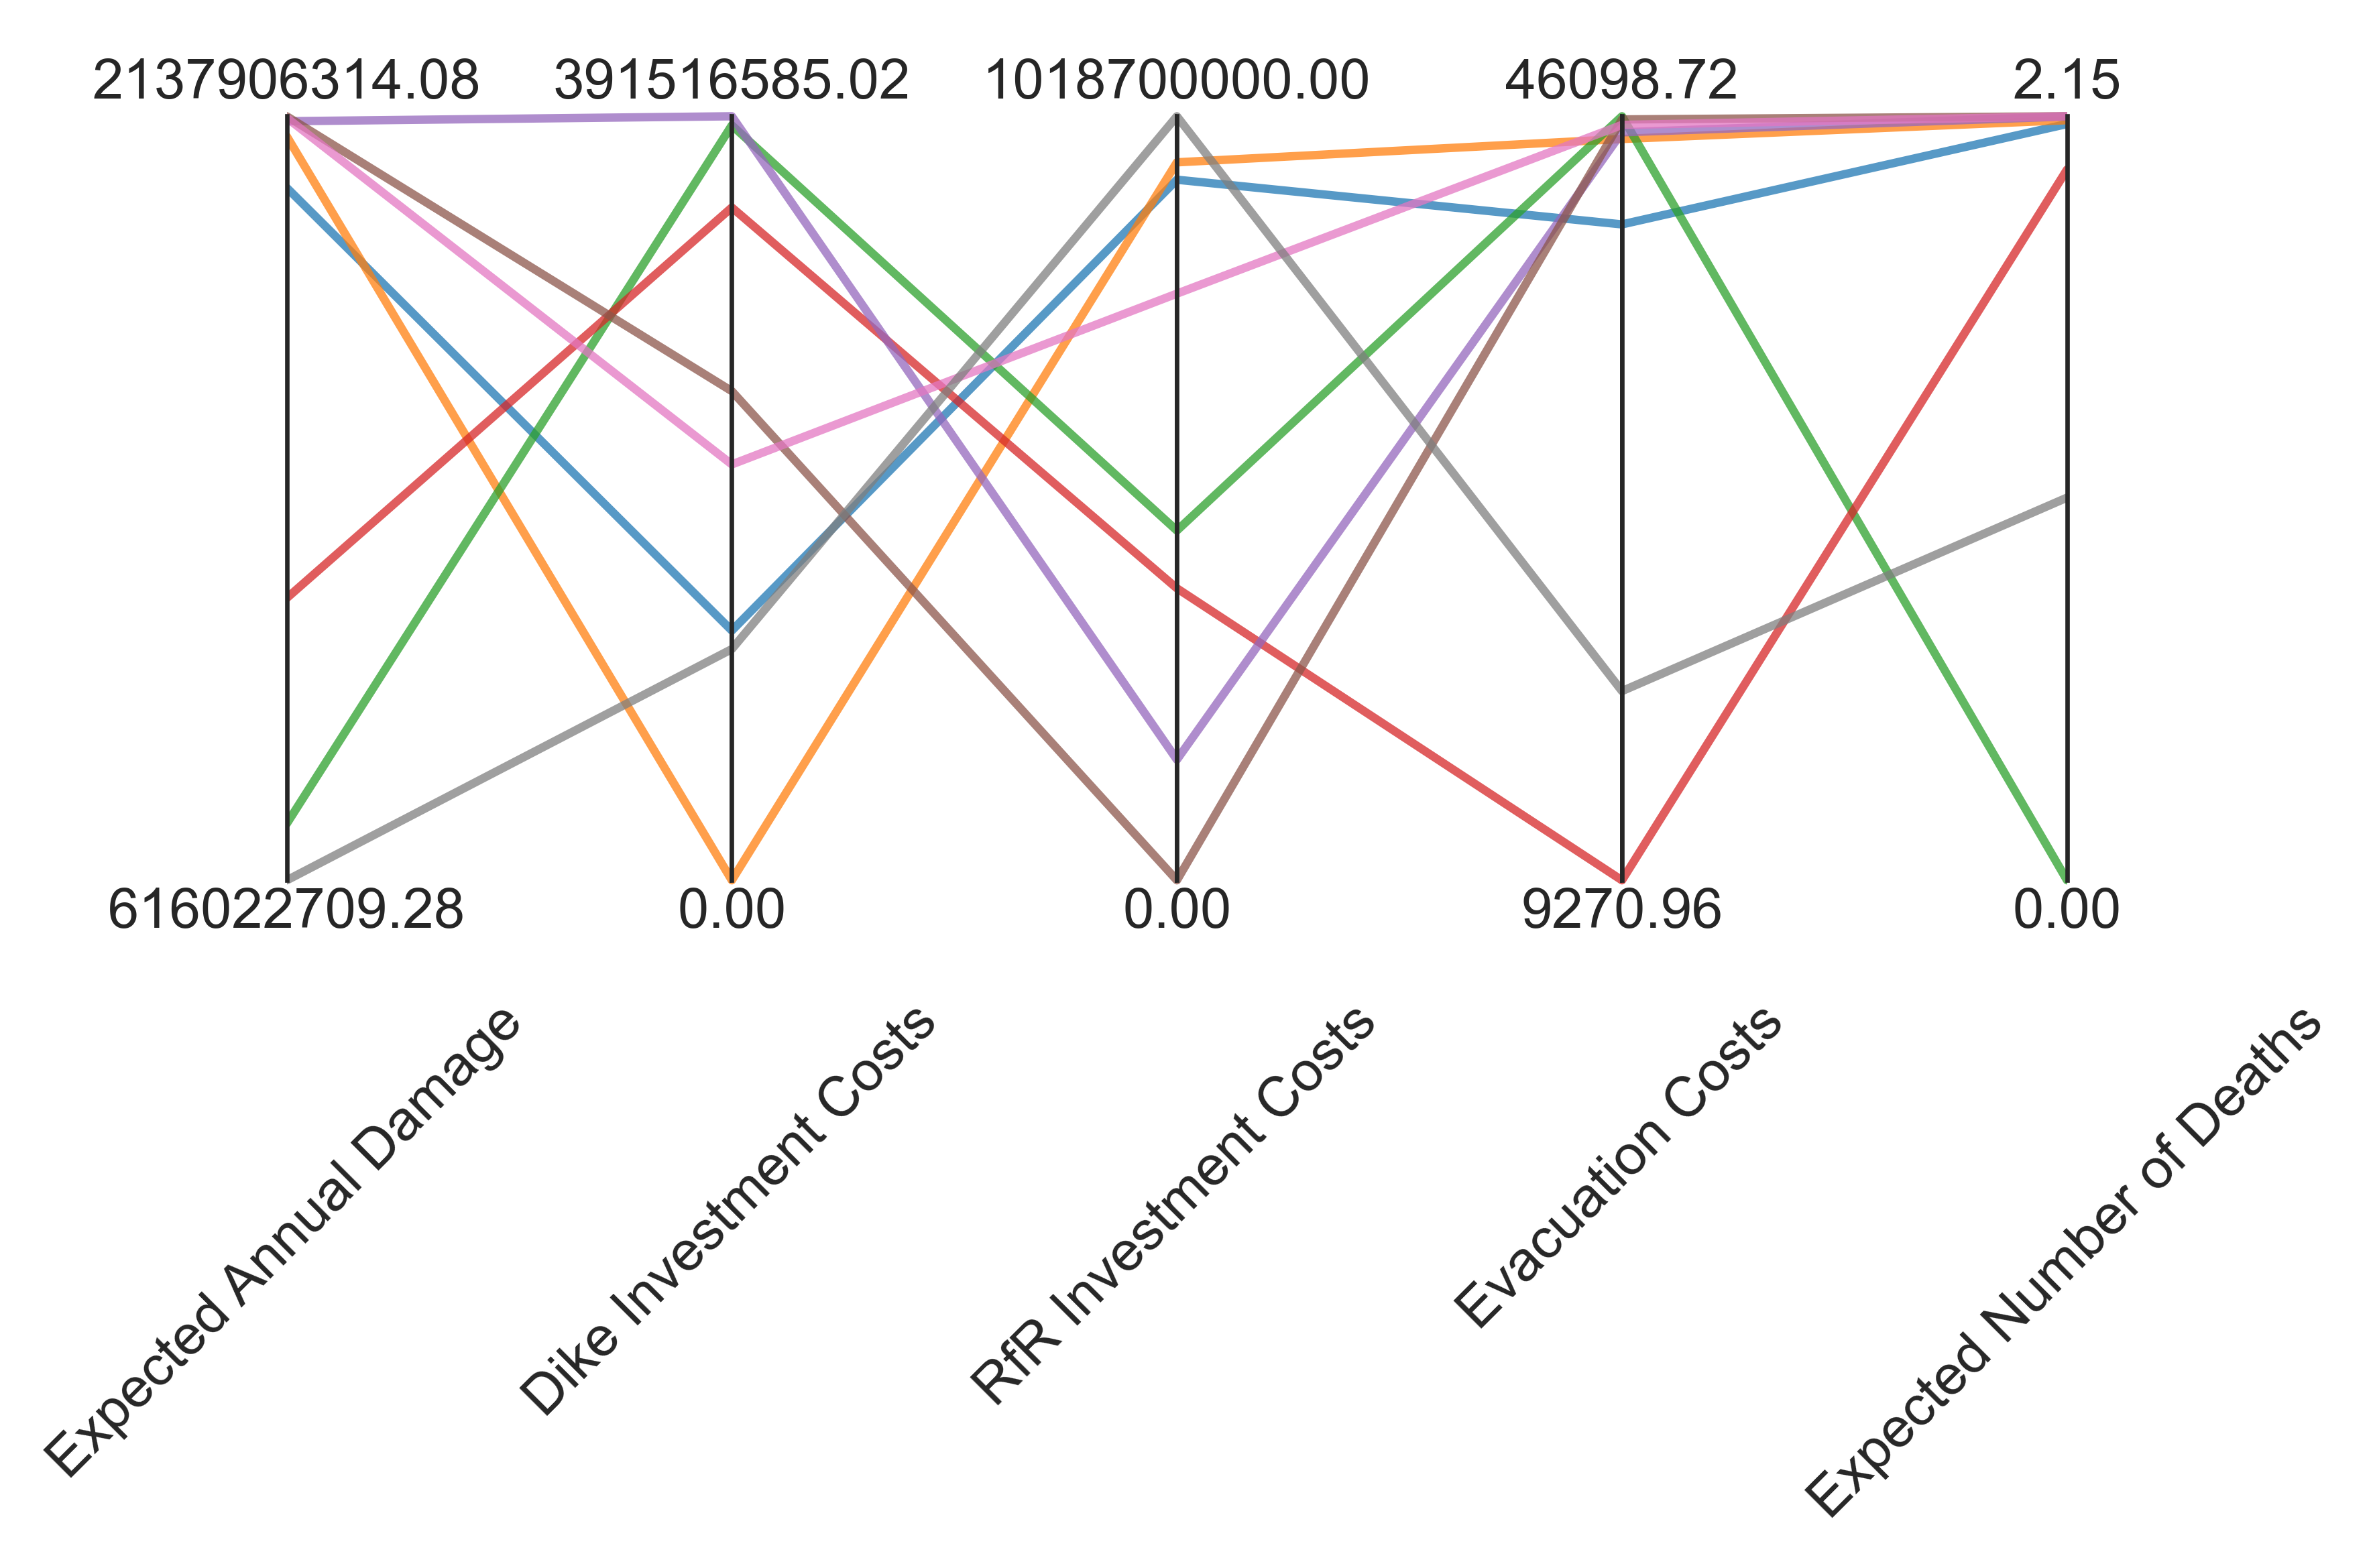 2137906314.08
391516585.02
1018700000.00
46098.72
2.15
616022709.28
0.00
0.00
9270.96
0.00
Expected Annual Damage
Dike Investment Costs
RfR Investment Costs
Evacuation Costs
Expected Number of Deaths